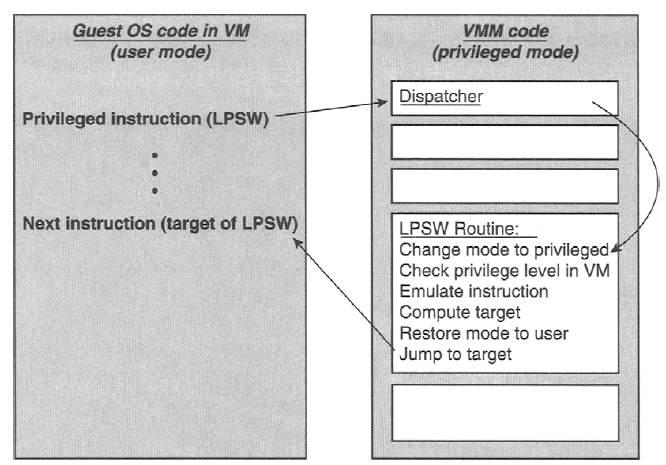 Guest OS code in VM
(user mode)
Privileged instruction (LPSW)
Next instruction (target of LPSW)
VMM code
(privileged mode)
Dispatcher
LPSW Routine:
Change mode to privileged
Check privilege level in VM
Emulate instruction
Compute target
Restore mode to user
Jump to target